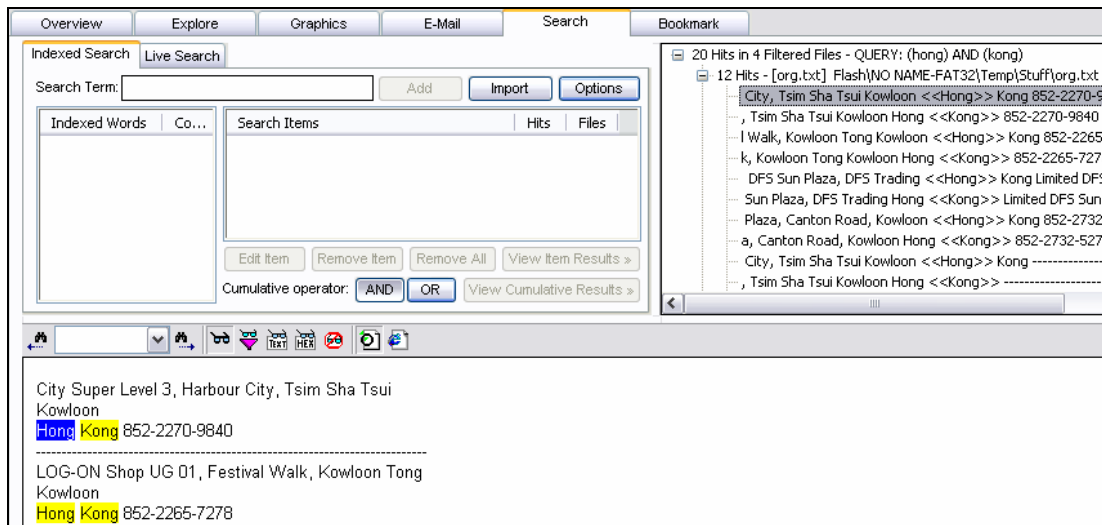 Overview Explore Graphics E-Mail Search Bookmark
Indexed Search Live Search
Search Term: Add Import Options
Indexed Words Co... Search Items Hits Files
Edit Item Remove Item Remove All View Item Results »
Cumulative operator: AND OR View Cumulative Results »
20 Hits in 4 Filtered Files - QUERY: (hong) AND (kong)
12 Hits - [org.txt] Flash\NO NAME-FAT32\Temp\Stuff\org.txt
City, Tsim Sha Tsui Kowloon <<Hong>> Kong 852-2270-9
, Tsim Sha Tsui Kowloon Hong <<Kong>> 852-2270-9840
l Walk, Kowloon Tong Kowloon <<Hong>> Kong 852-2265
k, Kowloon Tong Kowloon Hong <<Kong>> 852-2265-727
DFS Sun Plaza, DFS Trading <<Hong>> Kong Limited DFS
Sun Plaza, DFS Trading Hong <<Kong>> Limited DFS Sun
Plaza, Canton Road, Kowloon <<Hong>> Kong 852-2732
a, Canton Road, Kowloon Hong <<Kong>> 852-2732-527
City, Tsim Sha Tsui Kowloon <<Hong>> Kong ----------------
, Tsim Sha Tsui Kowloon Hong <<Kong>> --------------------
TEXT HEX
City Super Level 3, Harbour City, Tsim Sha Tsui
Kowloon
Hong Kong 852-2270-9840
------------------------------------------------------------------------------
LOG-ON Shop UG 01, Festival Walk, Kowloon Tong
Kowloon
Hong Kong 852-2265-7278